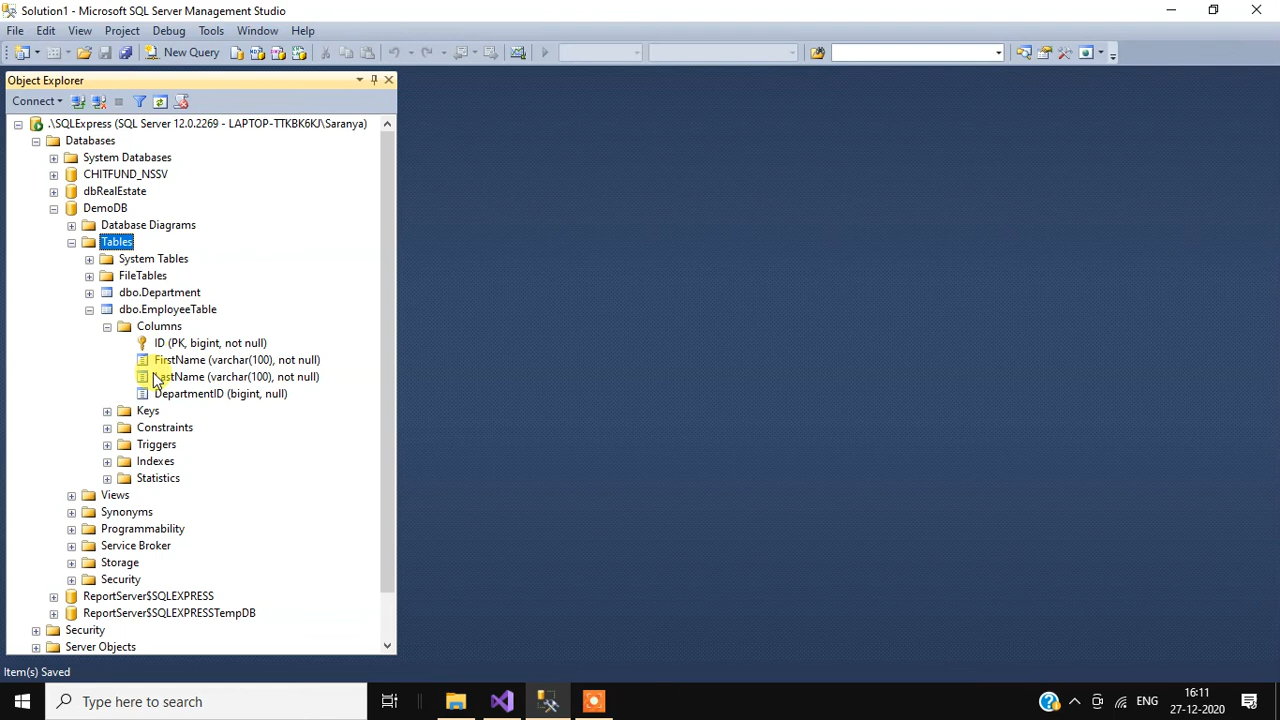 Solution1 - Microsoft SQL Server Management Studio
File Edit View Project Debug Tools Window Help
New Query
Object Explorer
Connect
.\SQLExpress (SQL Server 12.0.2269 - LAPTOP-TTKBK6KJ\Saranya)
Databases
System Databases
CHITFUND_NSSV
dbRealEstate
DemoDB
Database Diagrams
Tables
System Tables
FileTables
dbo.Department
dbo.EmployeeTable
Columns
ID (PK, bigint, not null)
FirstName (varchar(100), not null)
LastName (varchar(100), not null)
DepartmentID (bigint, null)
Keys
Constraints
Triggers
Indexes
Statistics
Views
Synonyms
Programmability
Service Broker
Storage
Security
ReportServer$SQLEXPRESS
ReportServer$SQLEXPRESSTempDB
Security
Server Objects
Item(s) Saved
Type here to search
ENG
16:11
27-12-2020